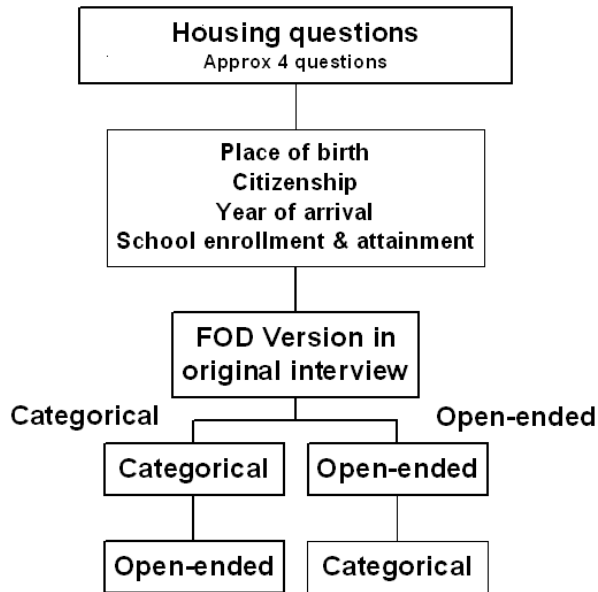 Housing questions
Approx 4 questions
Place of birth
Citizenship
Year of arrival
School enrollment & attainment
FOD Version in
original interview
Categorical
Open-ended
Categorical
Open-ended
Open-ended
Categorical